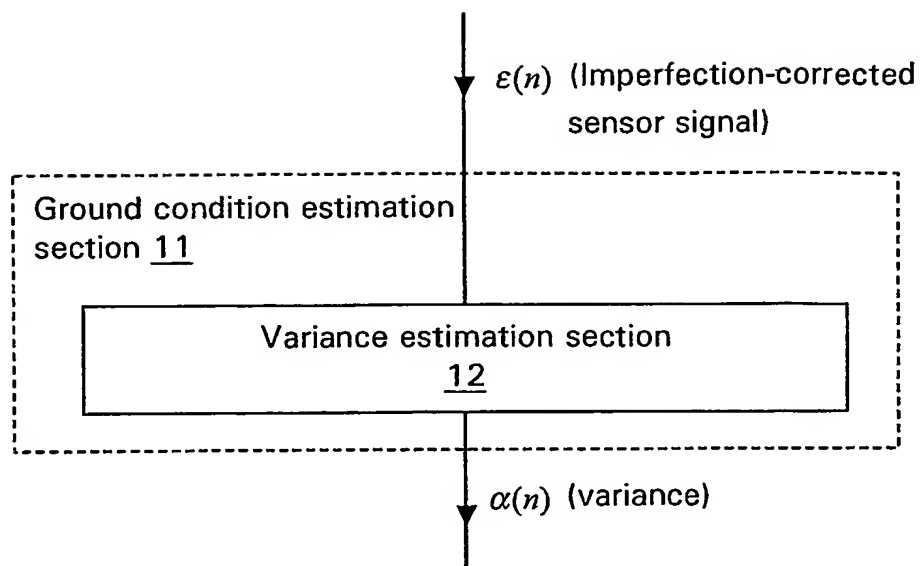 ε(n) (Imperfection-corrected
sensor signal)
Ground condition estimation
section 11
Variance estimation section
12
α(n) (variance)